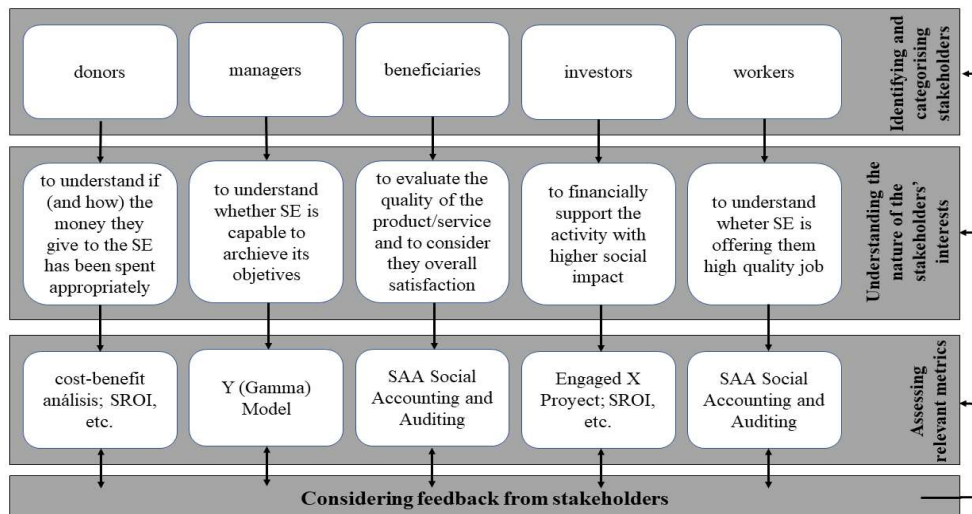 donors
managers
beneficiaries
investors
workers
Identifying and
categorising
stakeholders
to understand if
(and how) the
money they
give to the SE
has been spent
appropriately
to understand
whether SE is
capable to
archieve its
objetives
to evaluate the
quality of the
product/service
and to consider
they overall
satisfaction
to financially
support the
activity with
higher social
impact
to understand
wheter SE is
offering them
high quality job
Understanding the
nature of the
stakeholders'
interests
cost-benefit
análisis; SROI,
etc.
Y (Gamma)
Model
SAA Social
Accounting and
Auditing
Engaged X
Proyect; SROI,
etc.
SAA Social
Accounting and
Auditing
Assessing
relevant metrics
Considering feedback from stakeholders